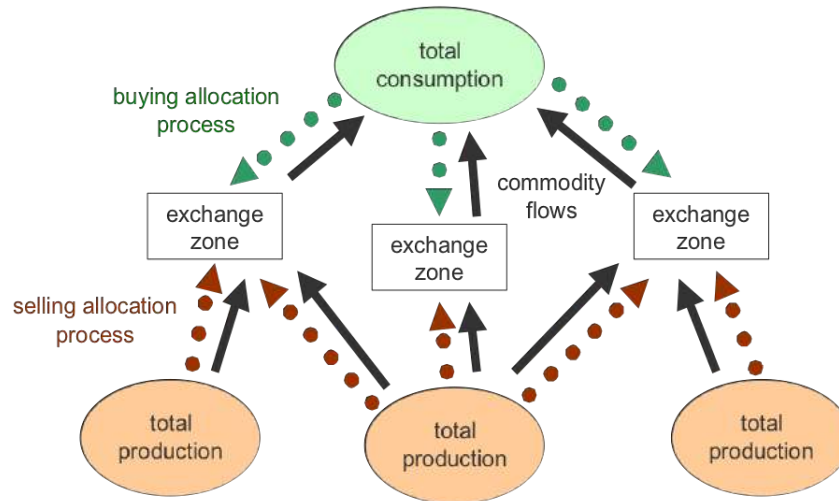 total
consumption
buying allocation
process
commodity
flows
exchange
zone
exchange
zone
exchange
zone
selling allocation
process
total
production
total
production
total
production